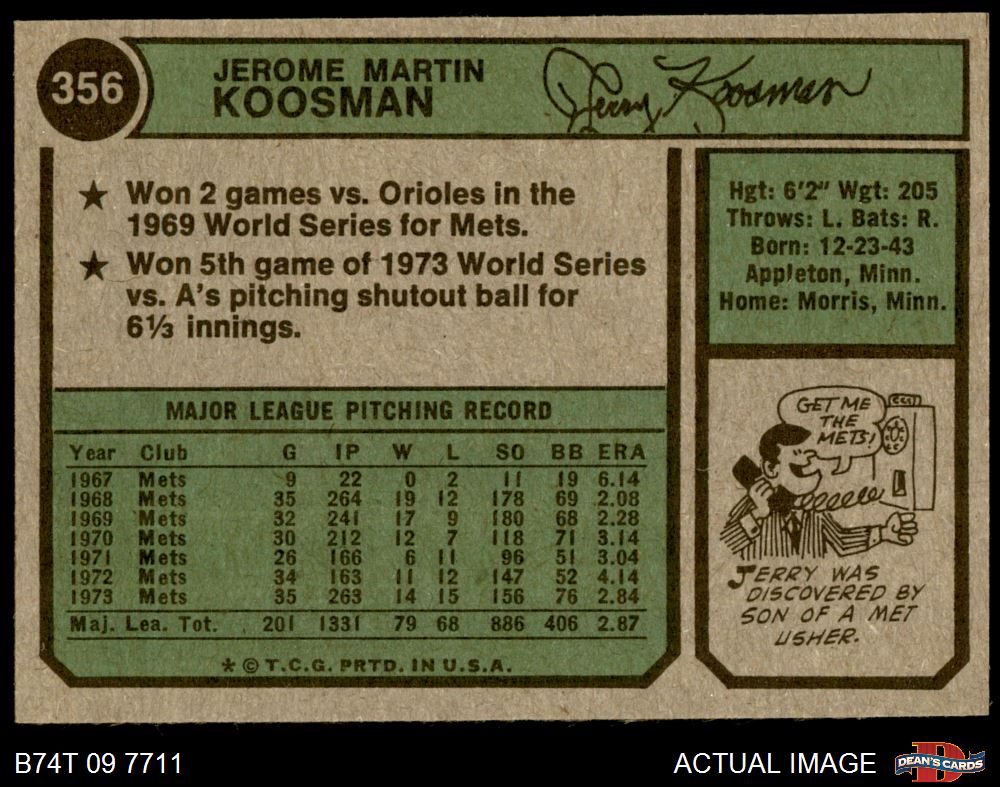 356
JEROME MARTIN
KOOSMAN
Jerry Koosman
★ Won 2 games vs. Orioles in the
1969 World Series for Mets.
★ Won 5th game of 1973 World Series
vs. A's pitching shutout ball for
6⅓ innings.
Hgt: 6'2" Wgt: 205
Throws: L. Bats: R.
Born: 12-23-43
Appleton, Minn.
Home: Morris, Minn.
MAJOR LEAGUE PITCHING RECORD
Year Club G IP W L SO BB ERA
1967 Mets 9 22 0 2 11 19 6.14
1968 Mets 35 264 19 12 178 69 2.08
1969 Mets 32 241 17 9 180 68 2.28
1970 Mets 30 212 12 7 118 71 3.14
1971 Mets 26 166 6 11 96 51 3.04
1972 Mets 34 163 11 12 147 52 4.14
1973 Mets 35 263 14 15 156 76 2.84
Maj. Lea. Tot. 201 1331 79 68 886 406 2.87
* © T.C.G. PRTD. IN U.S.A.
GET ME
THE
METS!
JERRY WAS
DISCOVERED BY
SON OF A MET
USHER.
B74T 09 7711
ACTUAL IMAGE
DEAN'S CARDS